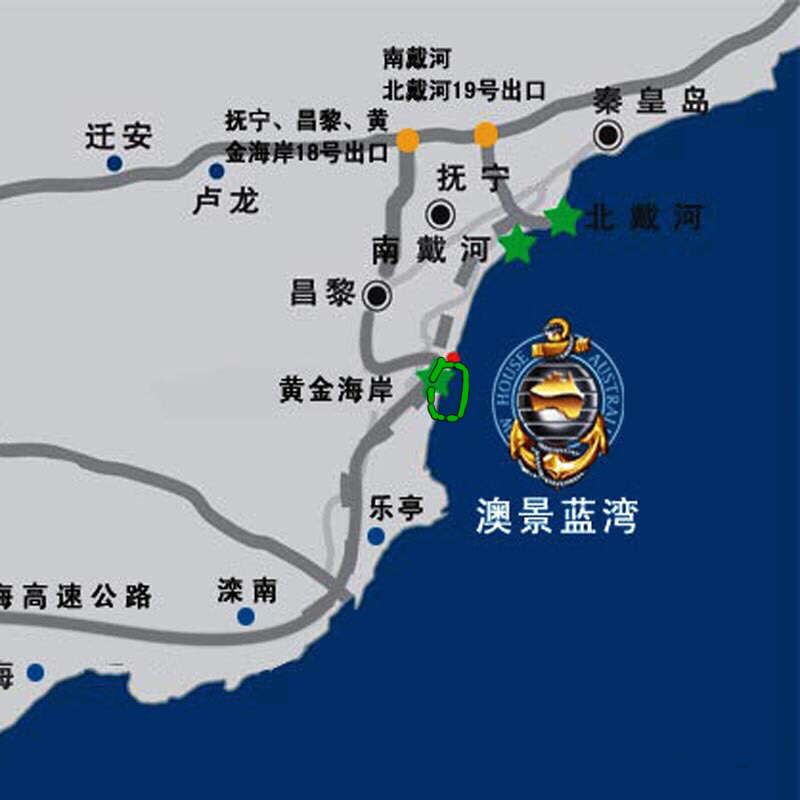 南戴河
北戴河19号出口
秦皇岛
抚宁、昌黎、黄
金海岸18号出口
迁安
抚宁
卢龙
北戴河
南戴河
昌黎
黄金海岸
HOUSE AUSTRAL
澳景蓝湾
乐亭
滦南
海高速公路
海